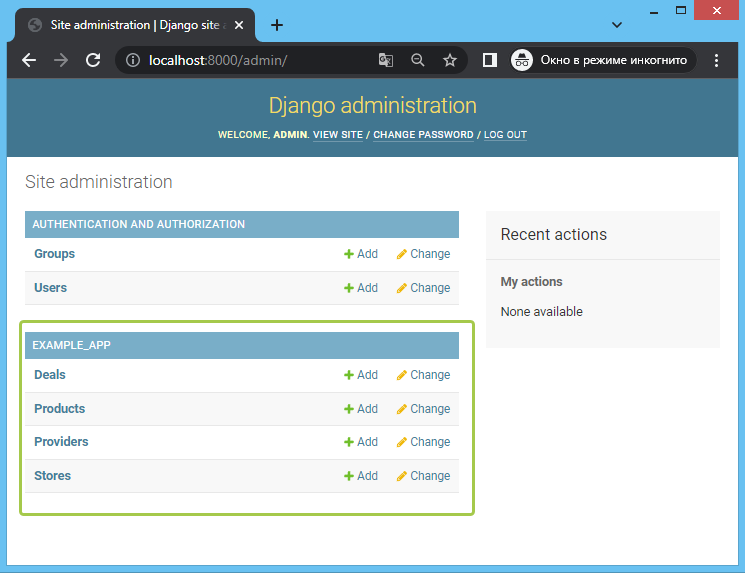 Site administration | Django site a
localhost:8000/admin/
Окно в режиме инкогнито
Django administration
WELCOME, ADMIN. VIEW SITE / CHANGE PASSWORD / LOG OUT
Site administration
AUTHENTICATION AND AUTHORIZATION
Groups Add Change
Users Add Change
EXAMPLE_APP
Deals Add Change
Products Add Change
Providers Add Change
Stores Add Change
Recent actions
My actions
None available